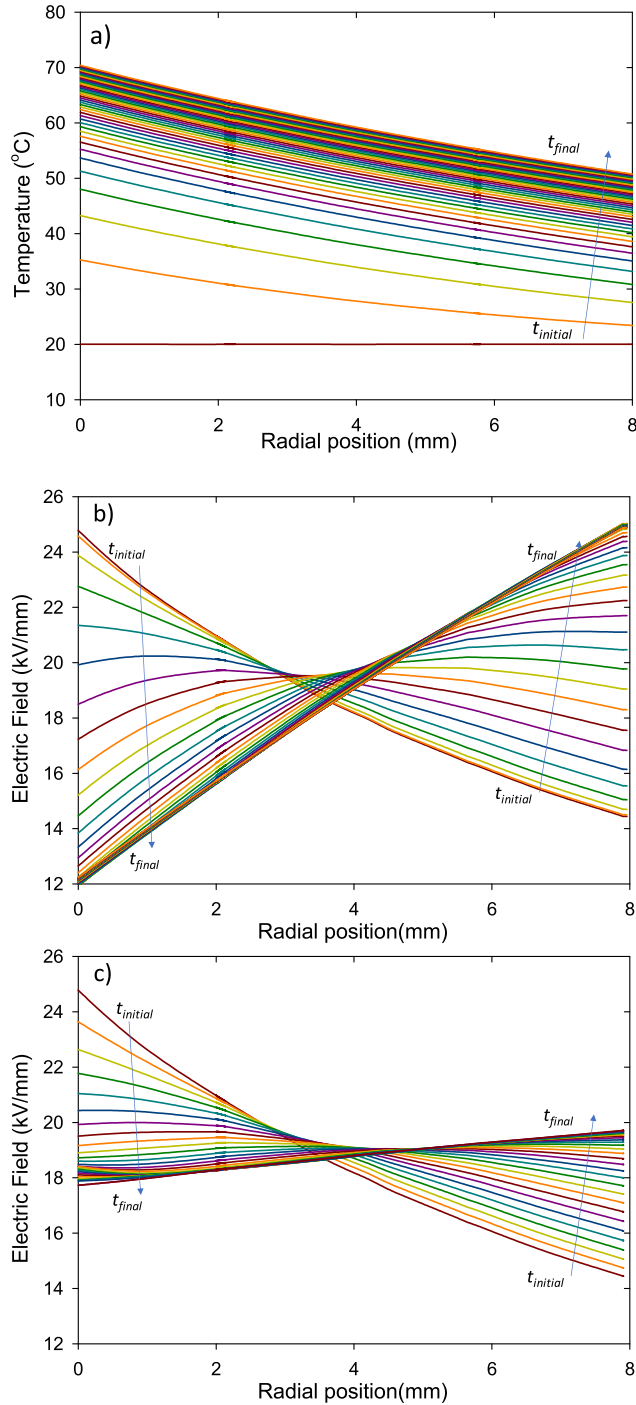 a)
80
70
60
50
40
30
20
10
Temperature (°C)
t_final
t_initial
0 2 4 6 8
Radial position (mm)
b)
26
24
22
20
18
16
14
12
Electric Field (kV/mm)
t_initial
t_final
t_initial
t_final
0 2 4 6 8
Radial position(mm)
c)
26
24
22
20
18
16
14
12
Electric Field (kV/mm)
t_initial
t_final
t_final
t_initial
0 2 4 6 8
Radial position(mm)